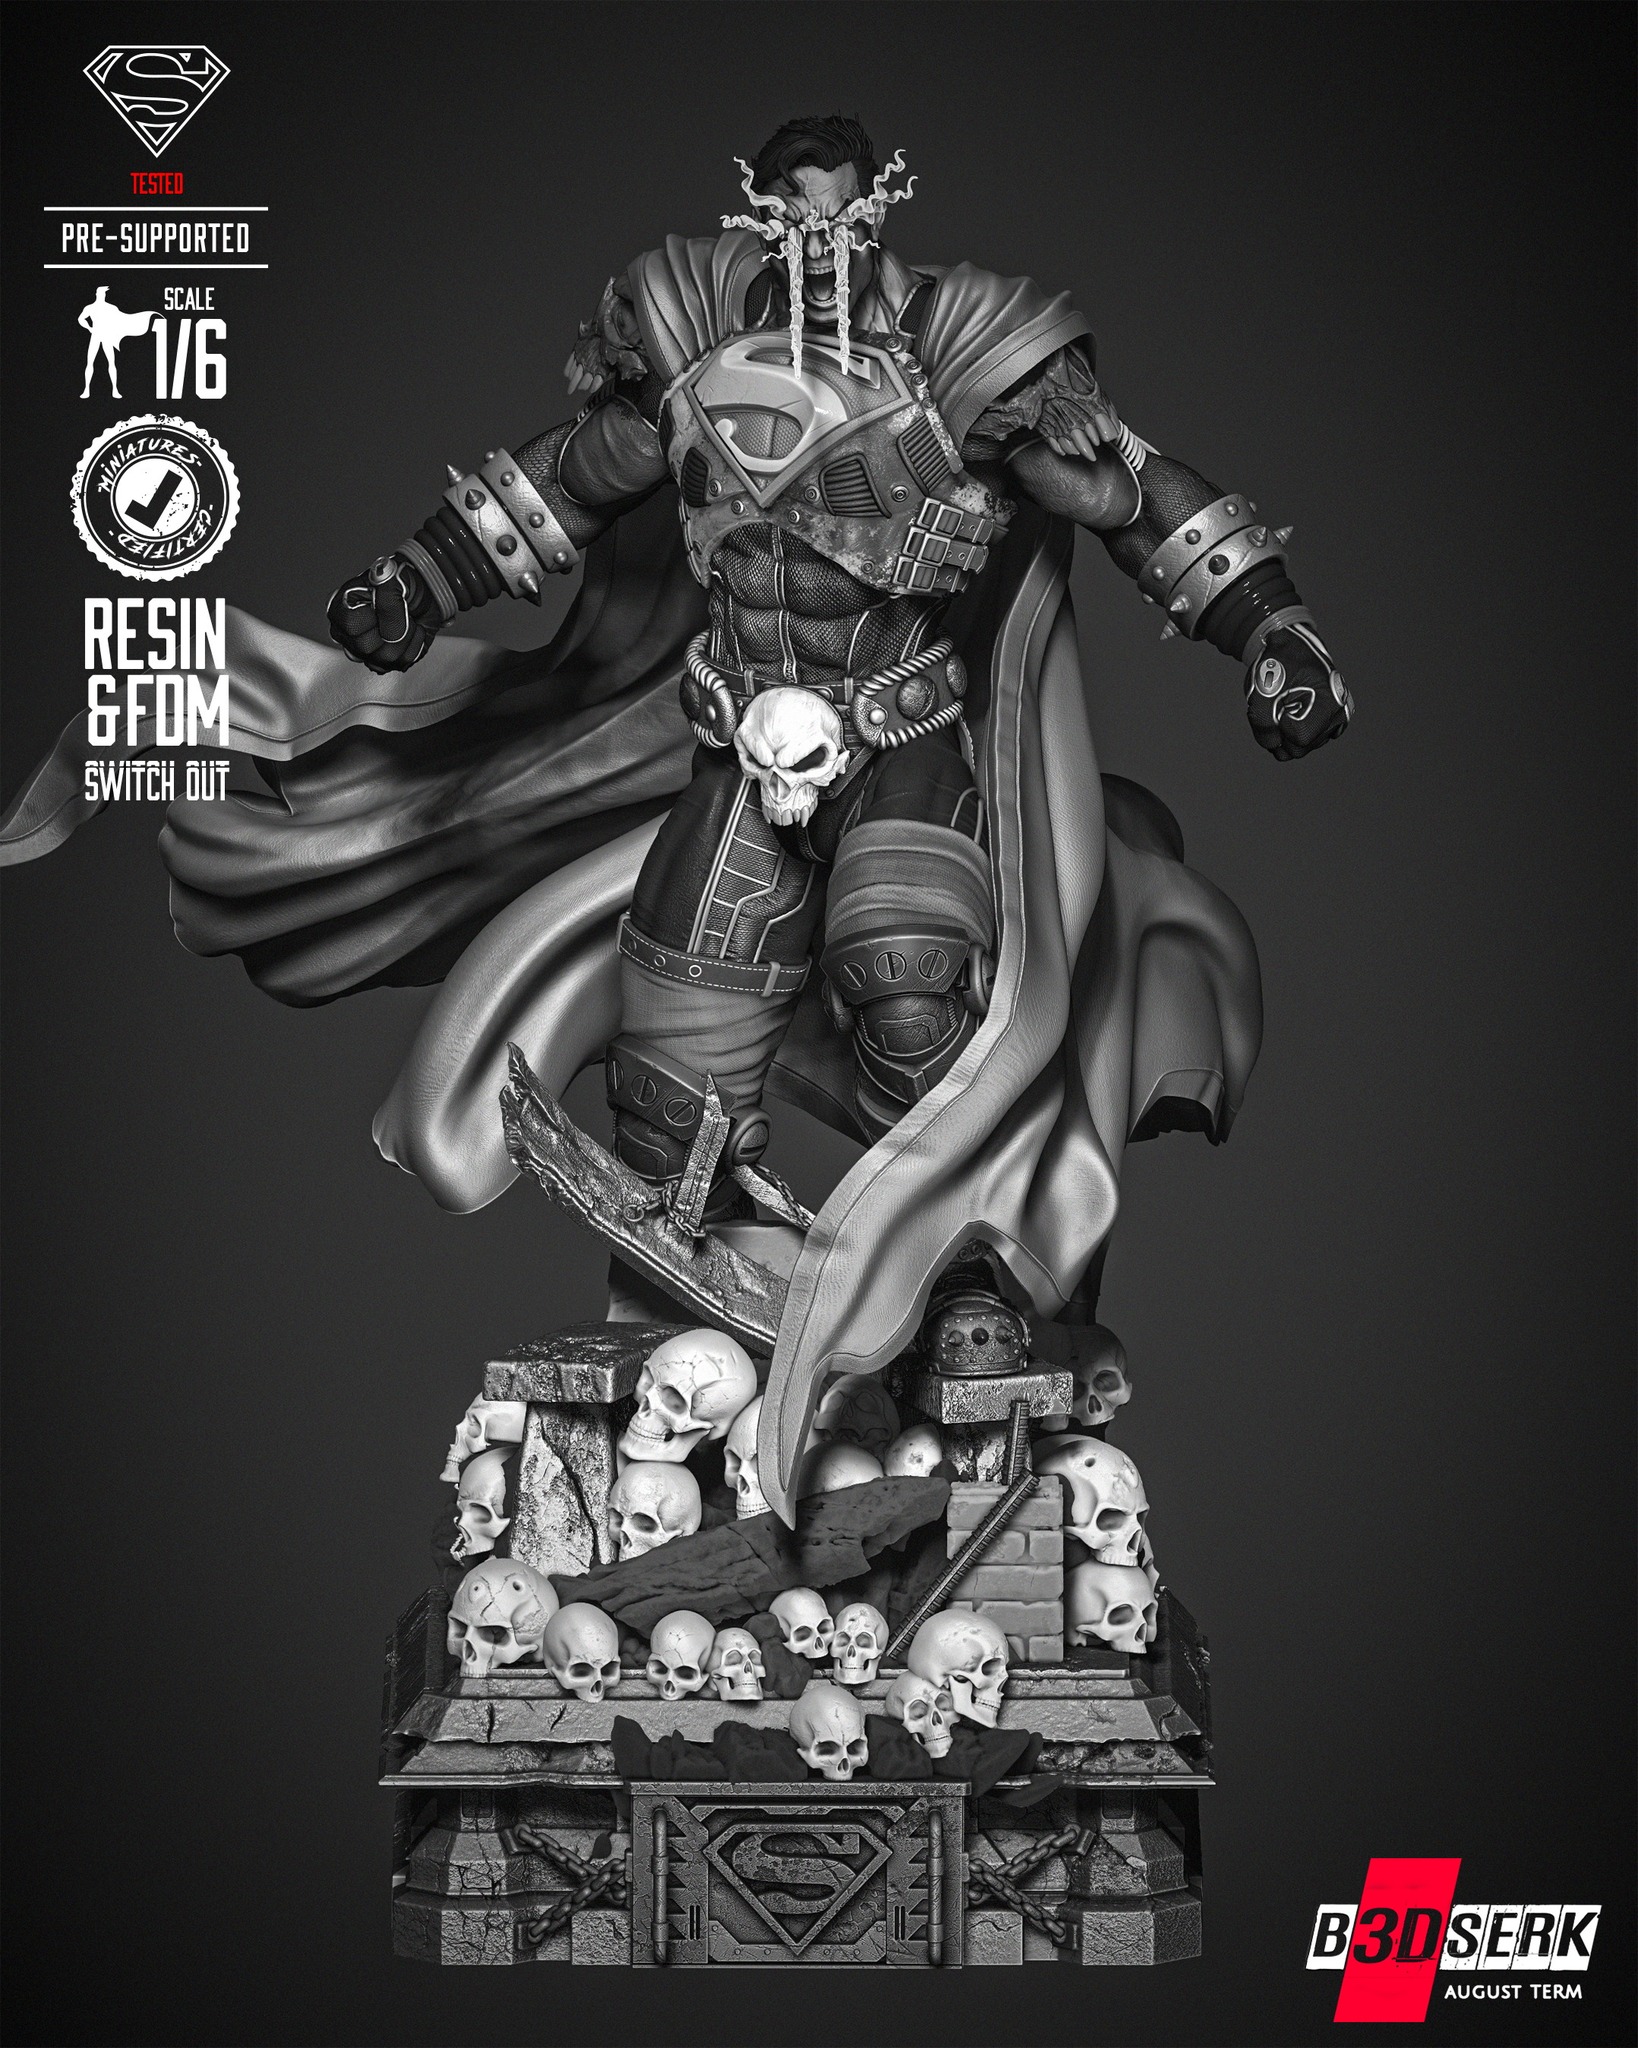 TESTED
PRE-SUPPORTED
SCALE
1/6
MINIATURES
CERTIFIED
RESIN
&FDM
SWITCH OUT
B3DSERK
AUGUST TERM